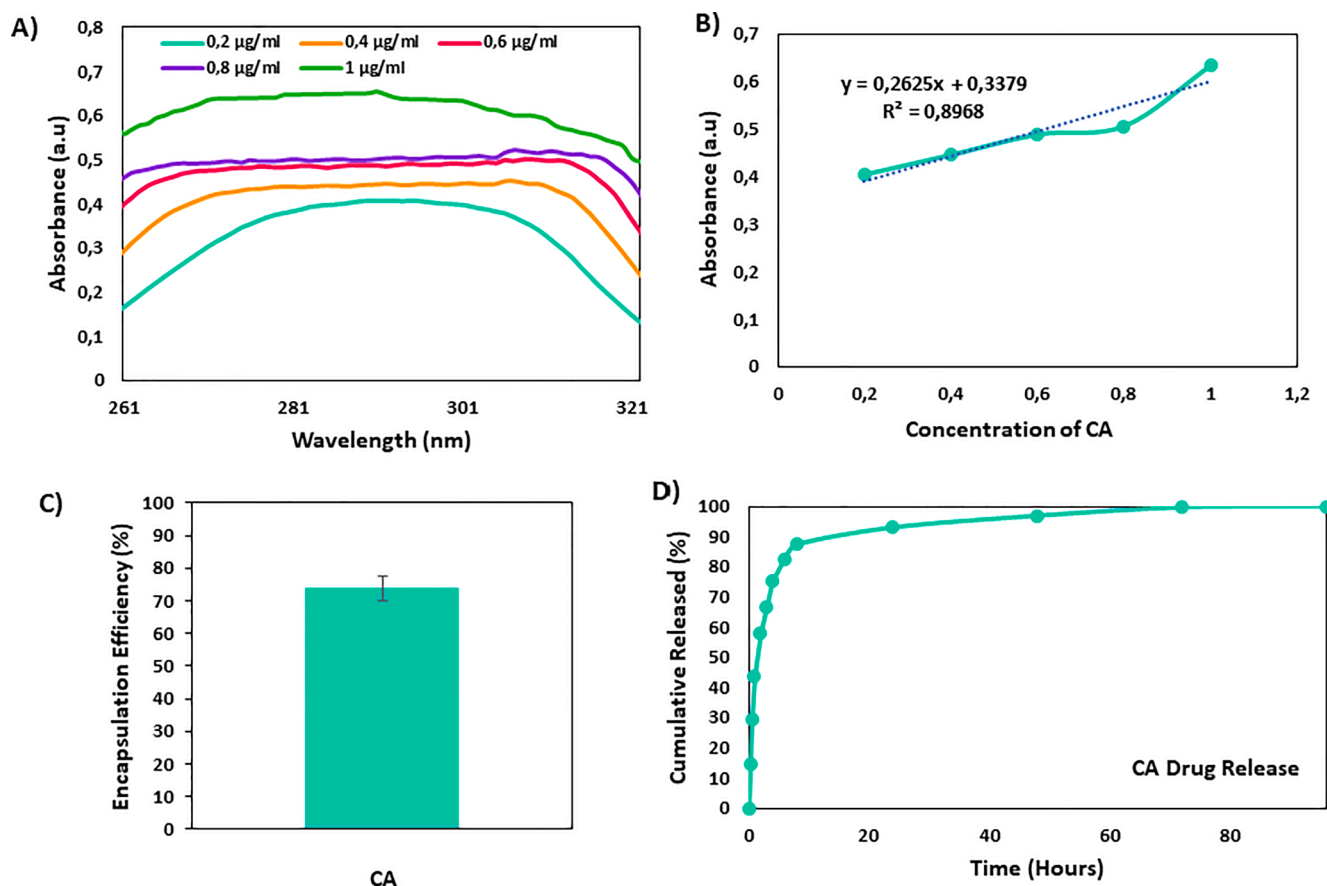 A)
0,8
0,7
0,6
0,5
0,4
0,3
0,2
0,1
0
Absorbance (a.u)
0,2 µg/ml 0,4 µg/ml 0,6 µg/ml
0,8 µg/ml 1 µg/ml
261 281 301 321
Wavelength (nm)
B)
0,7
0,6
0,5
0,4
0,3
0,2
0,1
0
Absorbance (a.u)
y = 0,2625x + 0,3379
R² = 0,8968
0 0,2 0,4 0,6 0,8 1 1,2
Concentration of CA
C)
100
90
80
70
60
50
40
30
20
10
0
Encapsulation Efficiency (%)
CA
D)
100
90
80
70
60
50
40
30
20
10
0
Cumulative Released (%)
CA Drug Release
0 20 40 60 80
Time (Hours)